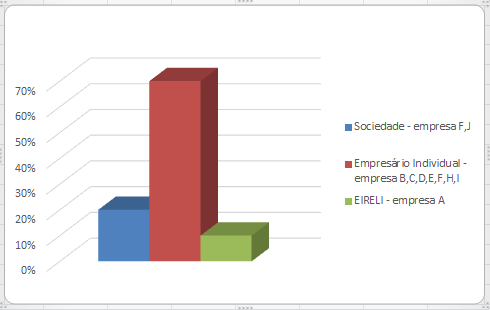 70%
60%
50%
40%
30%
20%
10%
0%
Sociedade - empresa F,J
Empresário Individual -
empresa B,C,D,E,F,H,I
EIRELI - empresa A